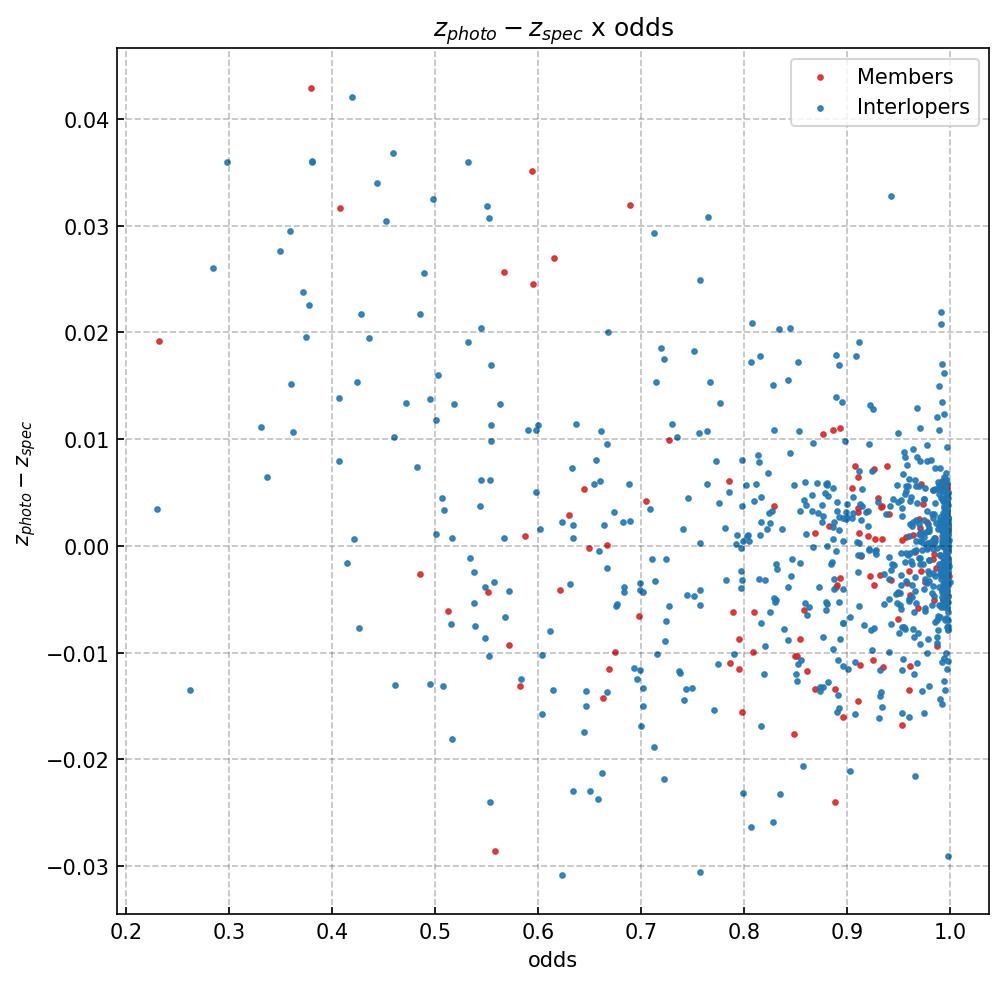 z_photo − z_spec x odds
Members
Interlopers
z_photo − z_spec
0.04
0.03
0.02
0.01
0.00
−0.01
−0.02
−0.03
0.2 0.3 0.4 0.5 0.6 0.7 0.8 0.9 1.0
odds